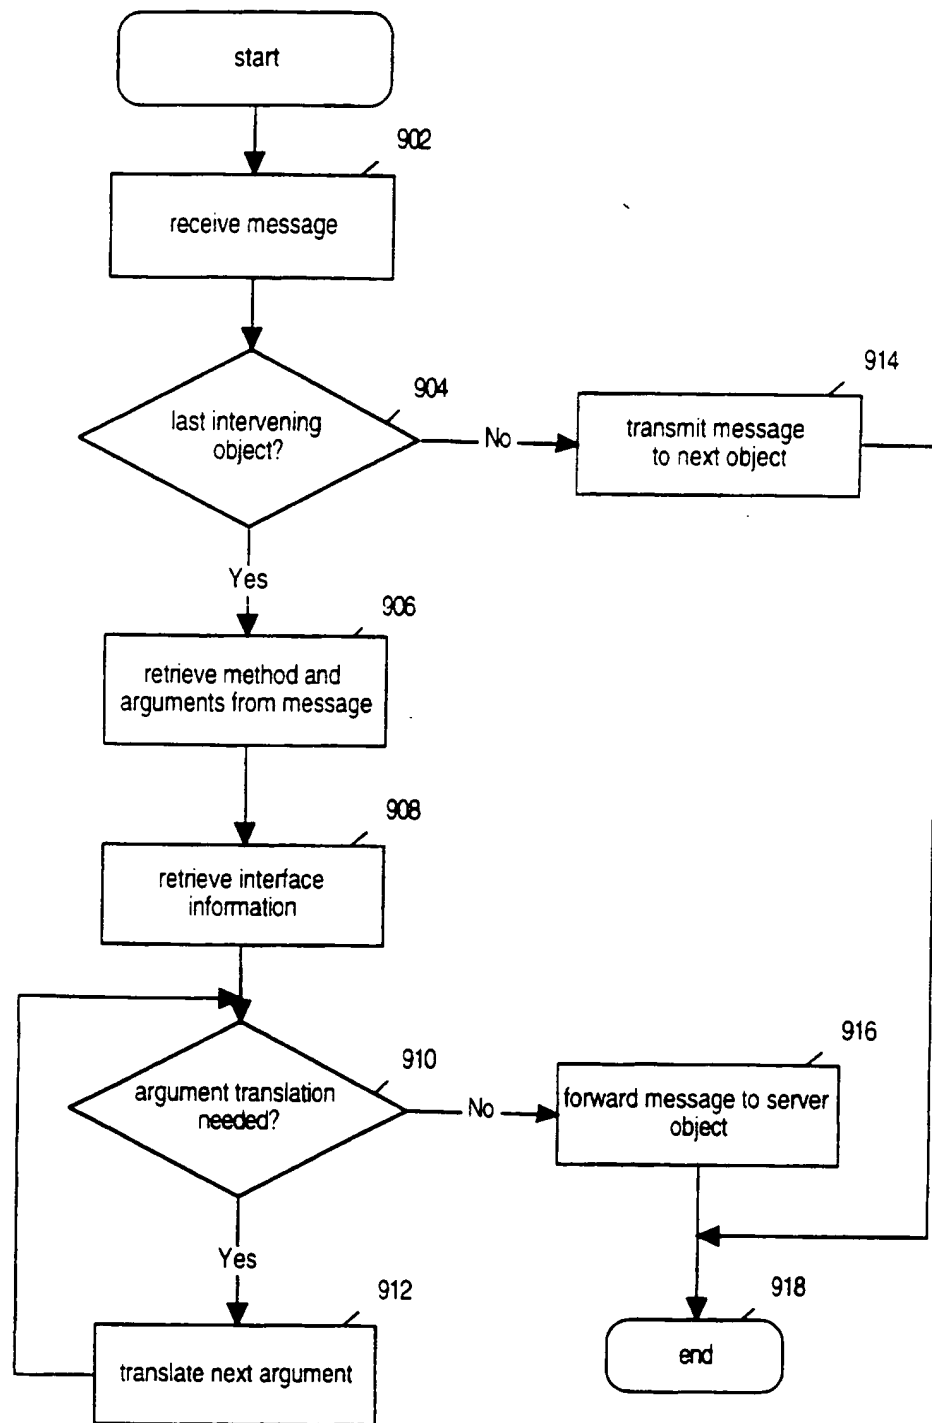 start
902
receive message
904
last intervening
object?
No
914
transmit message
to next object
Yes
906
retrieve method and
arguments from message
908
retrieve interface
information
910
argument translation
needed?
No
916
forward message to server
object
Yes
912
translate next argument
918
end